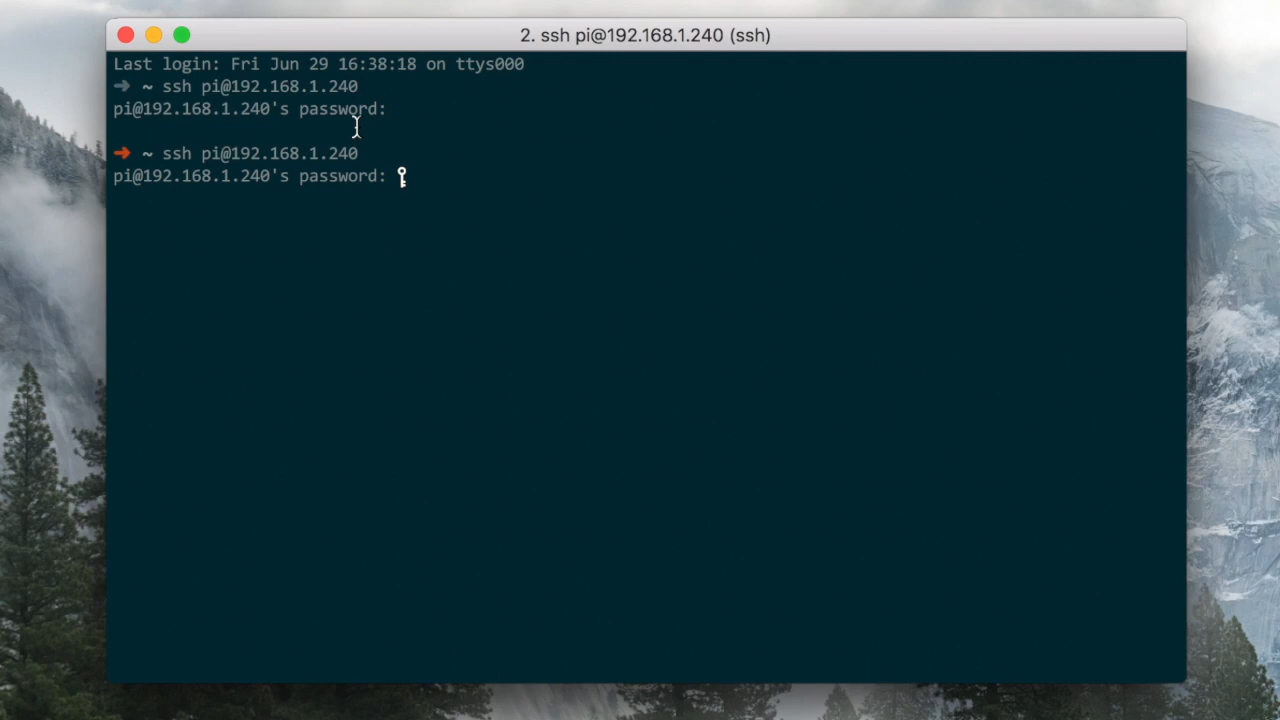 2. ssh pi@192.168.1.240 (ssh)
Last login: Fri Jun 29 16:38:18 on ttys000
➜ ~ ssh pi@192.168.1.240
pi@192.168.1.240's password:
➜ ~ ssh pi@192.168.1.240
pi@192.168.1.240's password: